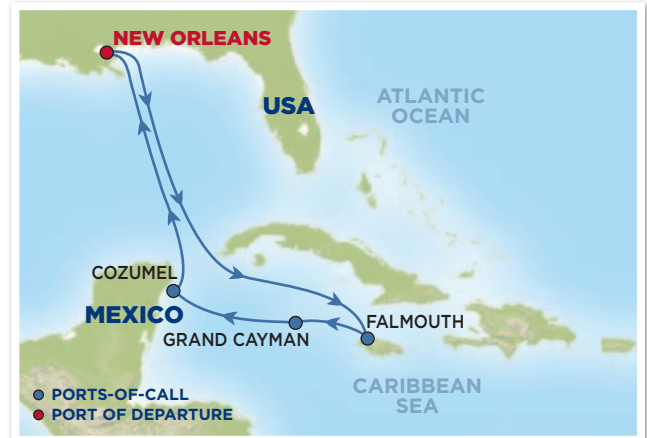 NEW ORLEANS
USA
ATLANTIC
OCEAN
COZUMEL
MEXICO
GRAND CAYMAN
FALMOUTH
CARIBBEAN
SEA
PORTS-OF-CALL
PORT OF DEPARTURE